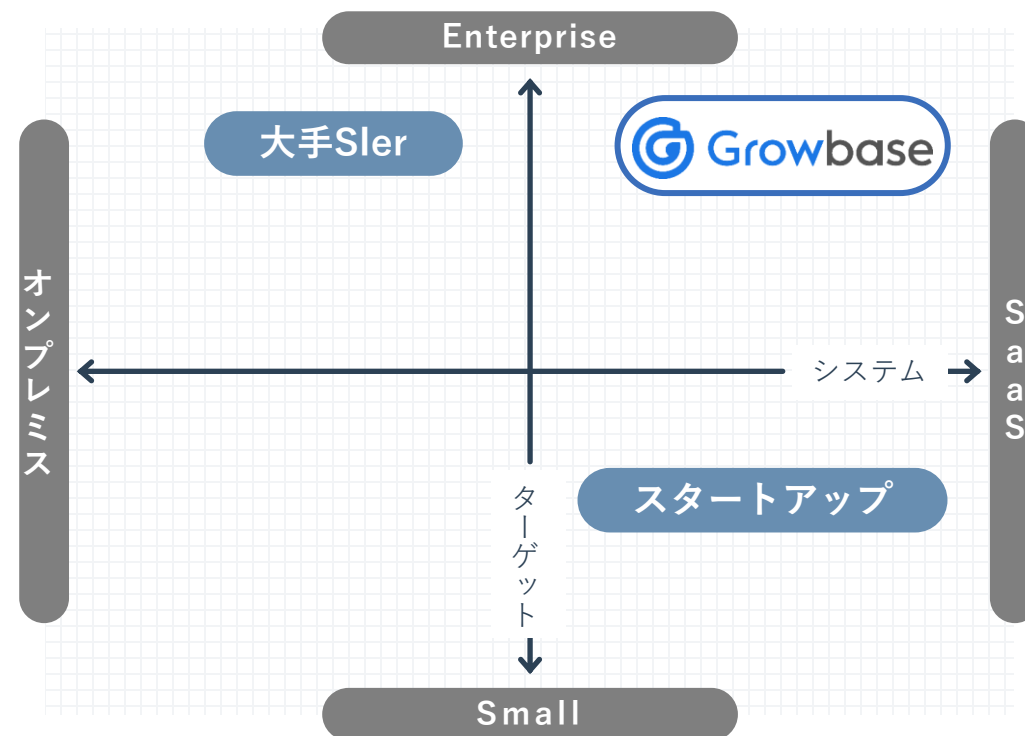 Enterprise
大手SIer
Growbase
オンプレミス
SaaS
システム
スタートアップ
ターゲット
Small